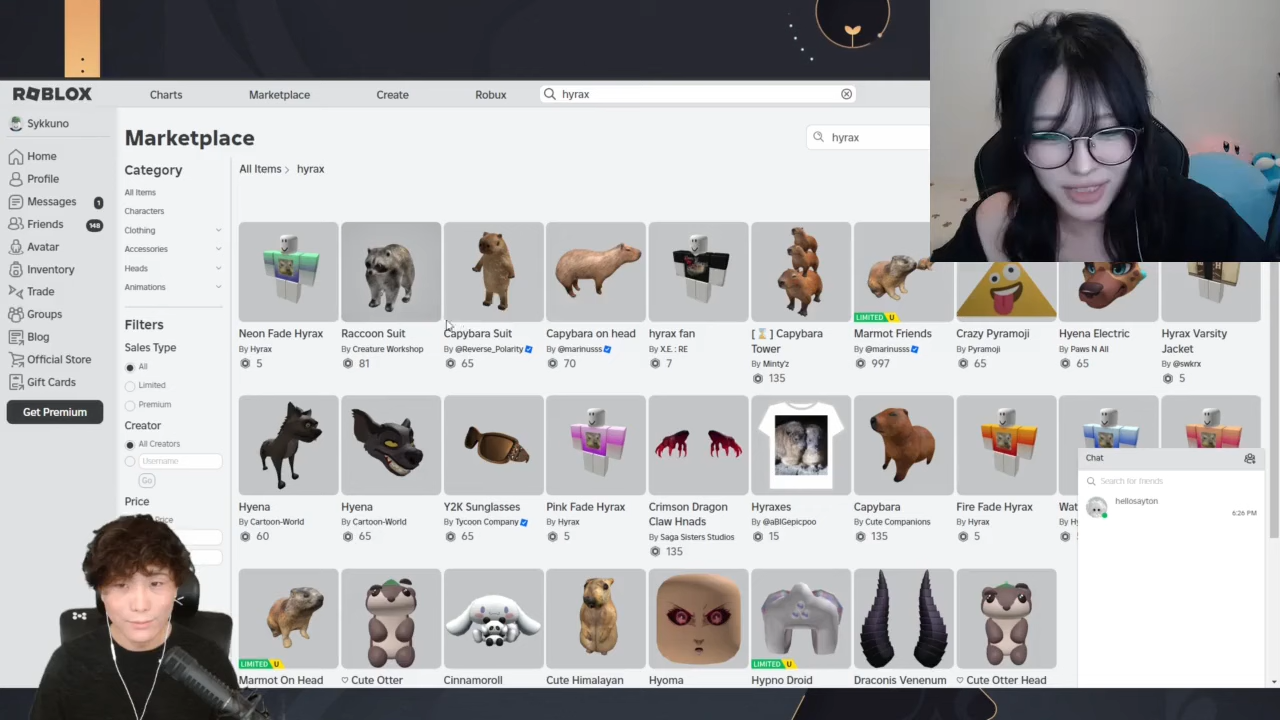 ROBLOX
Charts
Marketplace
Create
Robux
hyrax
Sykkuno
Home
Profile
Messages
1
Friends
148
Avatar
Inventory
Trade
Groups
Blog
Official Store
Gift Cards
Get Premium
Marketplace
hyrax
Category
All Items
Characters
Clothing
Accessories
Heads
Animations
Filters
Sales Type
All
Limited
Premium
Creator
All Creators
Username
Go
Price
Price
All Items > hyrax
LIMITED U
Neon Fade Hyrax
By Hyrax
5
Raccoon Suit
By Creature Workshop
81
Capybara Suit
By @Reverse_Polarity
65
Capybara on head
By @marinusss
70
hyrax fan
By X.E. : RE
7
[⏳] Capybara
Tower
By Minty'z
135
Marmot Friends
By @marinusss
997
Crazy Pyramoji
By Pyramoji
65
Hyena Electric
By Paws N All
65
Hyrax Varsity
Jacket
By @swkrx
5
Hyena
By Cartoon-World
60
Hyena
By Cartoon-World
65
Y2K Sunglasses
By Tycoon Company
65
Pink Fade Hyrax
By Hyrax
5
Crimson Dragon
Claw Hnads
By Saga Sisters Studios
135
Hyraxes
By @aBIGepicpoo
15
Capybara
By Cute Companions
135
Fire Fade Hyrax
By Hyrax
5
Wat
By Hy
Chat
Search for friends
hellosayton
6:26 PM
LIMITED U
LIMITED U
Marmot On Head
♡ Cute Otter
Cinnamoroll
Cute Himalayan
Hyoma
Hypno Droid
Draconis Venenum
♡ Cute Otter Head